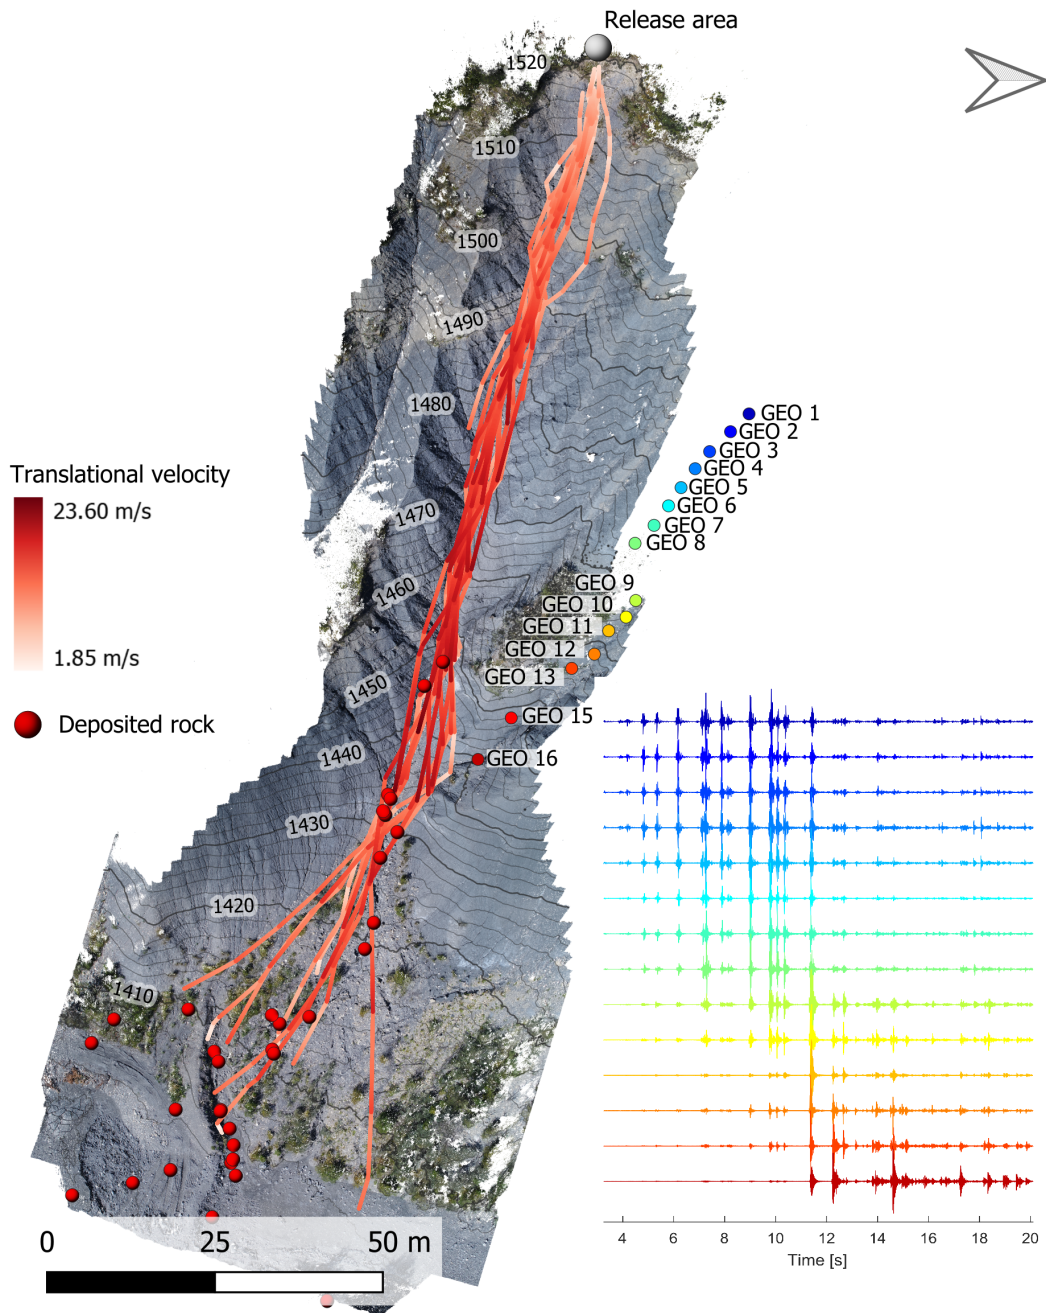 Release area
1520
1510
1500
1490
1480
1470
1460
1450
1440
1430
1420
1410
GEO 1
GEO 2
GEO 3
GEO 4
GEO 5
GEO 6
GEO 7
GEO 8
GEO 9
GEO 10
GEO 11
GEO 12
GEO 13
GEO 15
GEO 16
Translational velocity
23.60 m/s
1.85 m/s
Deposited rock
0 25 50 m
4 6 8 10 12 14 16 18 20
Time [s]